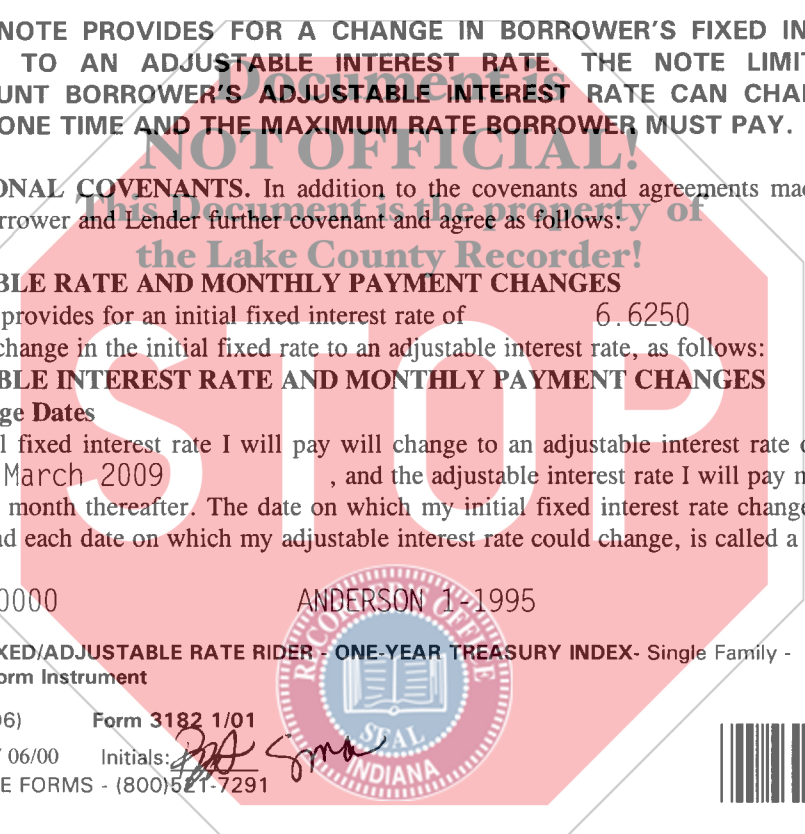 NOTE PROVIDES FOR A CHANGE IN BORROWER'S FIXED IN
TO AN ADJUSTABLE INTEREST RATE. THE NOTE LIMIT
UNT BORROWER'S ADJUSTABLE INTEREST RATE CAN CHAN
Document is
ONE TIME AND THE MAXIMUM RATE BORROWER MUST PAY.
NOT OFFICIAL!
ONAL COVENANTS. In addition to the covenants and agreements mad
rrower and Lender further covenant and agree as follows:
This Document is the property of
the Lake County Recorder!
BLE RATE AND MONTHLY PAYMENT CHANGES
provides for an initial fixed interest rate of 6.6250
change in the initial fixed rate to an adjustable interest rate, as follows:
BLE INTEREST RATE AND MONTHLY PAYMENT CHANGES
STOP
ge Dates
l fixed interest rate I will pay will change to an adjustable interest rate o
March 2009 , and the adjustable interest rate I will pay m
month thereafter. The date on which my initial fixed interest rate change
d each date on which my adjustable interest rate could change, is called a
0000 ANDERSON 1-1995
XED/ADJUSTABLE RATE RIDER - ONE-YEAR TREASURY INDEX- Single Family -
orm Instrument
06) Form 3182 1/01
06/00 Initials:
E FORMS - (800)521-7291
RECORDER'S OFFICE
SEAL
INDIANA